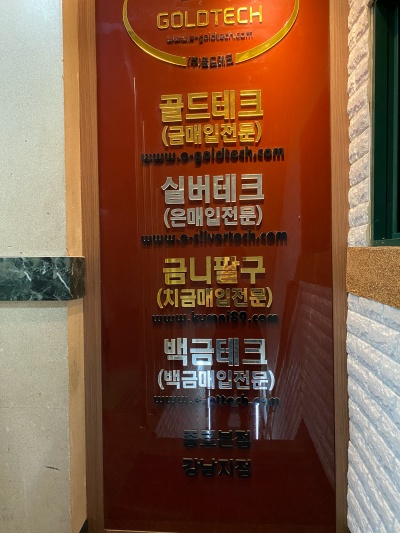 GOLDTECH
www.e-goldtech.com
(주)골드테크
골드테크
(금매입전문)
www.e-goldtech.com
실버테크
(은매입전문)
www.e-silvertech.com
금니팔구
(치금매입전문)
www.kumni89.com
백금테크
(백금매입전문)
종로본점
강남지점